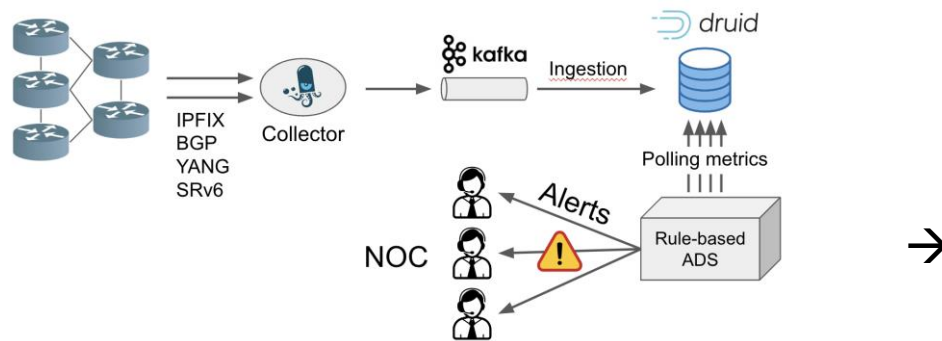 druid
kafka
Ingestion
IPFIX
BGP
YANG
SRv6
Collector
Polling metrics
Alerts
NOC
Rule-based
ADS